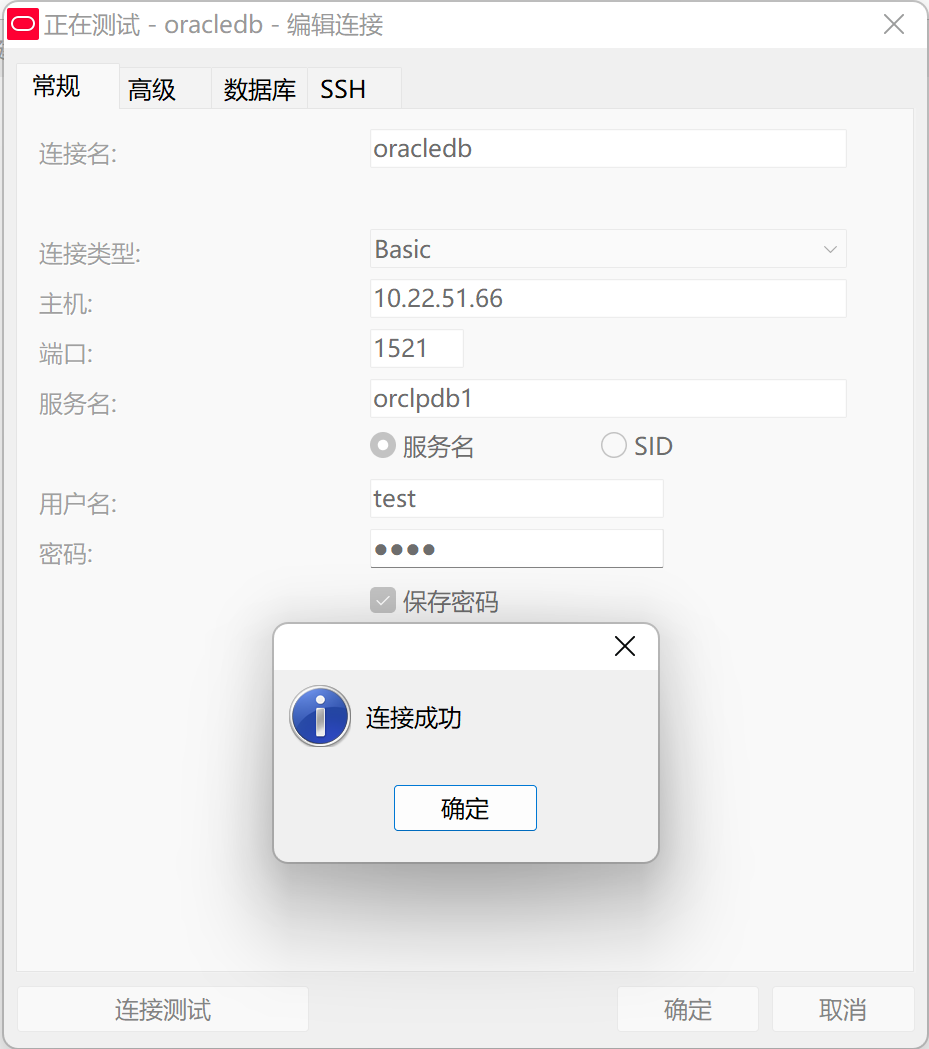 正在测试 - oracledb - 编辑连接
常规 高级 数据库 SSH
连接名: oracledb
连接类型: Basic
主机: 10.22.51.66
端口: 1521
服务名: orclpdb1
服务名 SID
用户名: test
密码: ●●●●
保存密码
连接成功
确定
连接测试 确定 取消